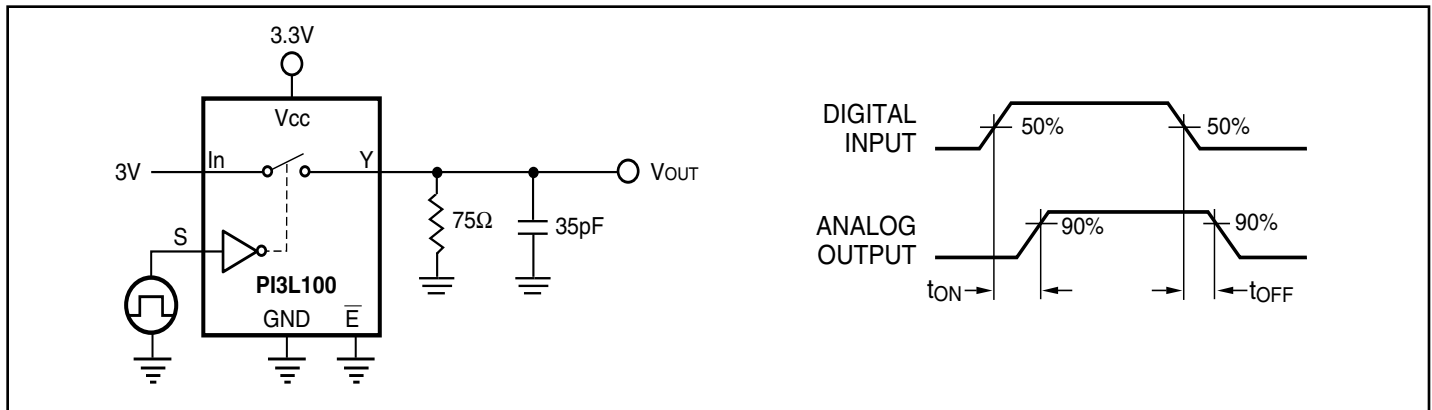 3.3V
Vcc
3V
In
Y
VOUT
75Ω
35pF
S
PI3L100
GND
E̅
DIGITAL
INPUT
50%
50%
ANALOG
OUTPUT
90%
90%
tON
tOFF